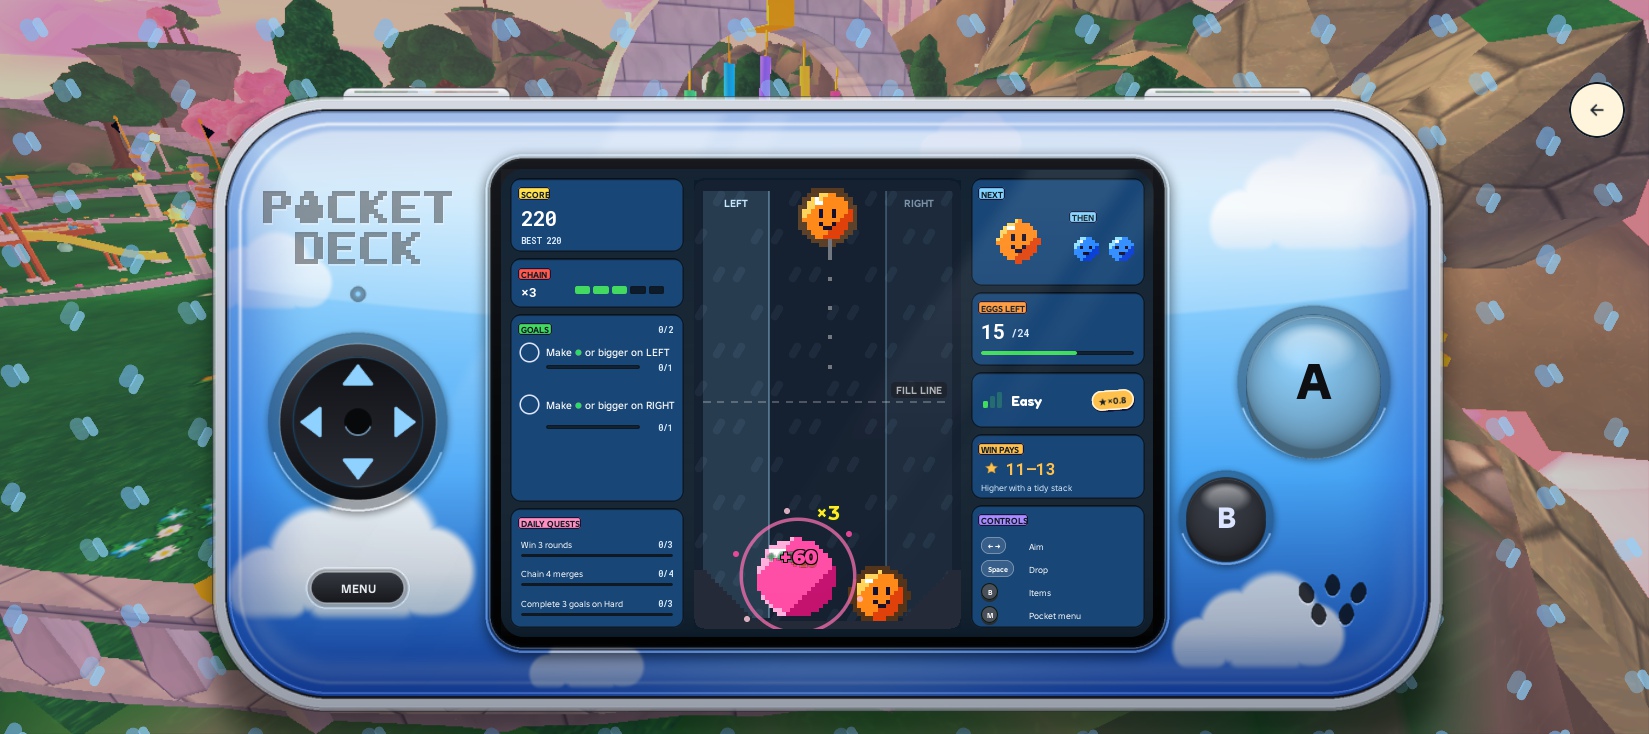 POCKET
DECK
MENU
SCORE
220
BEST 220
CHAIN
×3
GOALS
0/2
Make ● or bigger on LEFT
0/1
Make ● or bigger on RIGHT
0/1
DAILY QUESTS
Win 3 rounds
0/3
Chain 4 merges
0/4
Complete 3 goals on Hard
0/3
LEFT
RIGHT
FILL LINE
×3
+60
NEXT
THEN
EGGS LEFT
15 /24
Easy
★×0.8
WIN PAYS
★ 11–13
Higher with a tidy stack
CONTROLS
←→ Aim
Space Drop
B Items
M Pocket menu
A
B
←